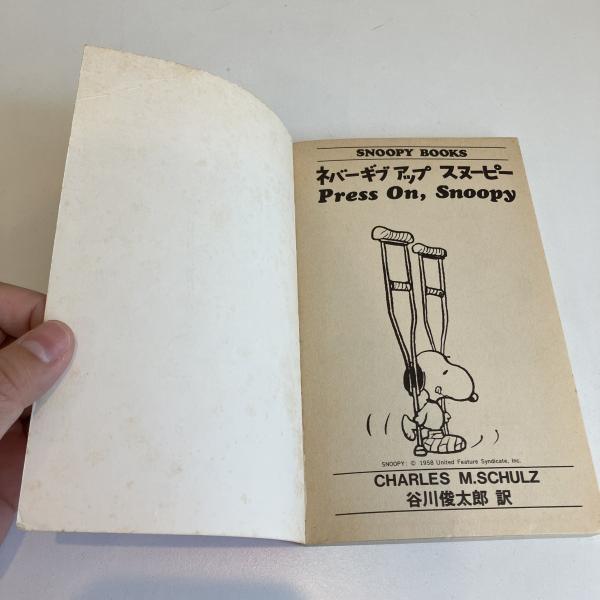 SNOOPY BOOKS
ネバーギブアップ スヌーピー
Press On, Snoopy
SNOOPY: © 1958 United Feature Syndicate, Inc.
CHARLES M.SCHULZ
谷川俊太郎 訳